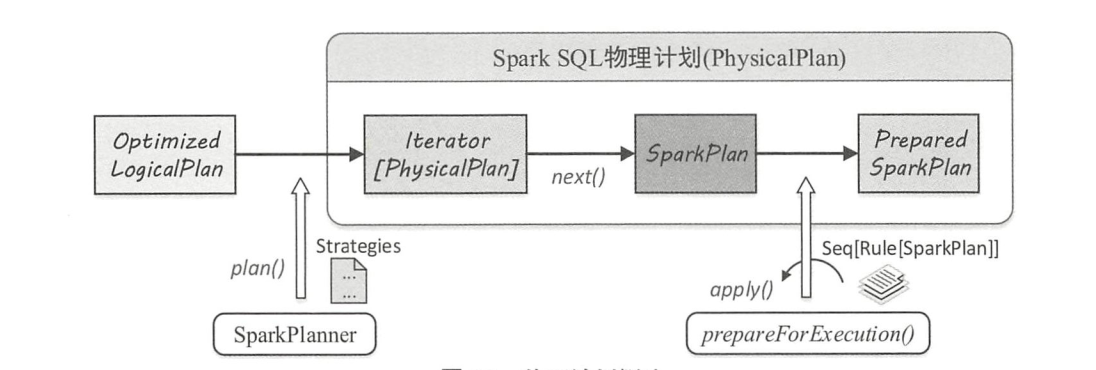 Spark SQL物理计划(PhysicalPlan)
Optimized
LogicalPlan
Iterator
[PhysicalPlan]
next()
SparkPlan
Prepared
SparkPlan
plan()
Strategies
...
...
SparkPlanner
Seq[Rule[SparkPlan]]
apply()
prepareForExecution()